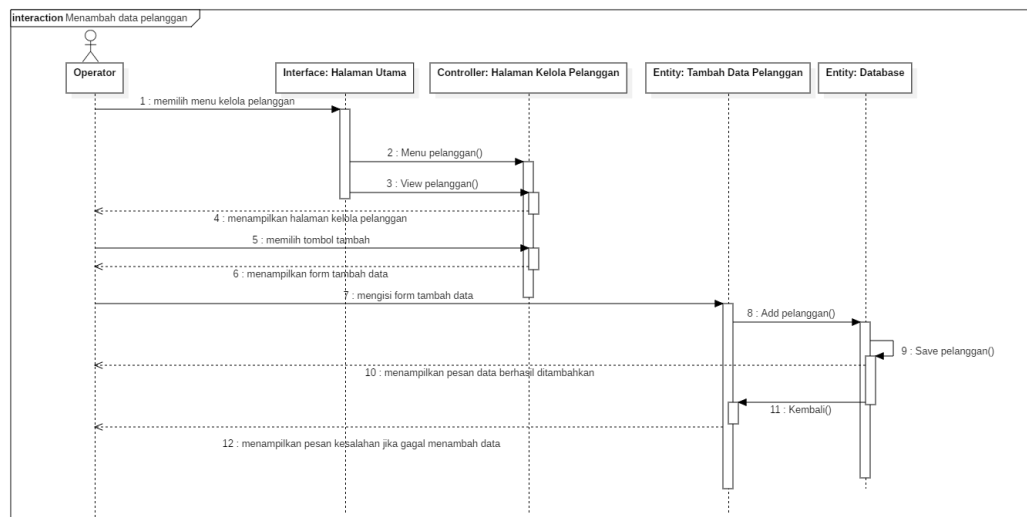 interaction Menambah data pelanggan
Operator
Interface: Halaman Utama
Controller: Halaman Kelola Pelanggan
Entity: Tambah Data Pelanggan
Entity: Database
1 : memilih menu kelola pelanggan
2 : Menu pelanggan()
3 : View pelanggan()
4 : menampilkan halaman kelola pelanggan
5 : memilih tombol tambah
6 : menampilkan form tambah data
7 : mengisi form tambah data
8 : Add pelanggan()
9 : Save pelanggan()
10 : menampilkan pesan data berhasil ditambahkan
11 : Kembali()
12 : menampilkan pesan kesalahan jika gagal menambah data